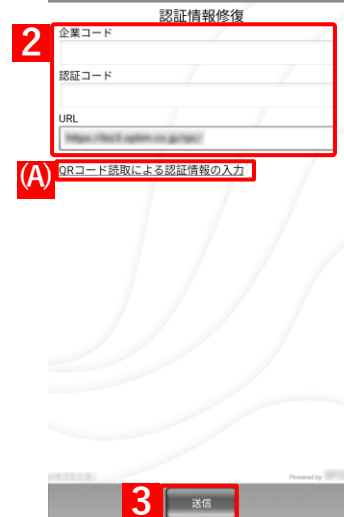 認証情報修復
2
企業コード
認証コード
URL
(A)
QRコード読取による認証情報の入力
Powered by
3
送信